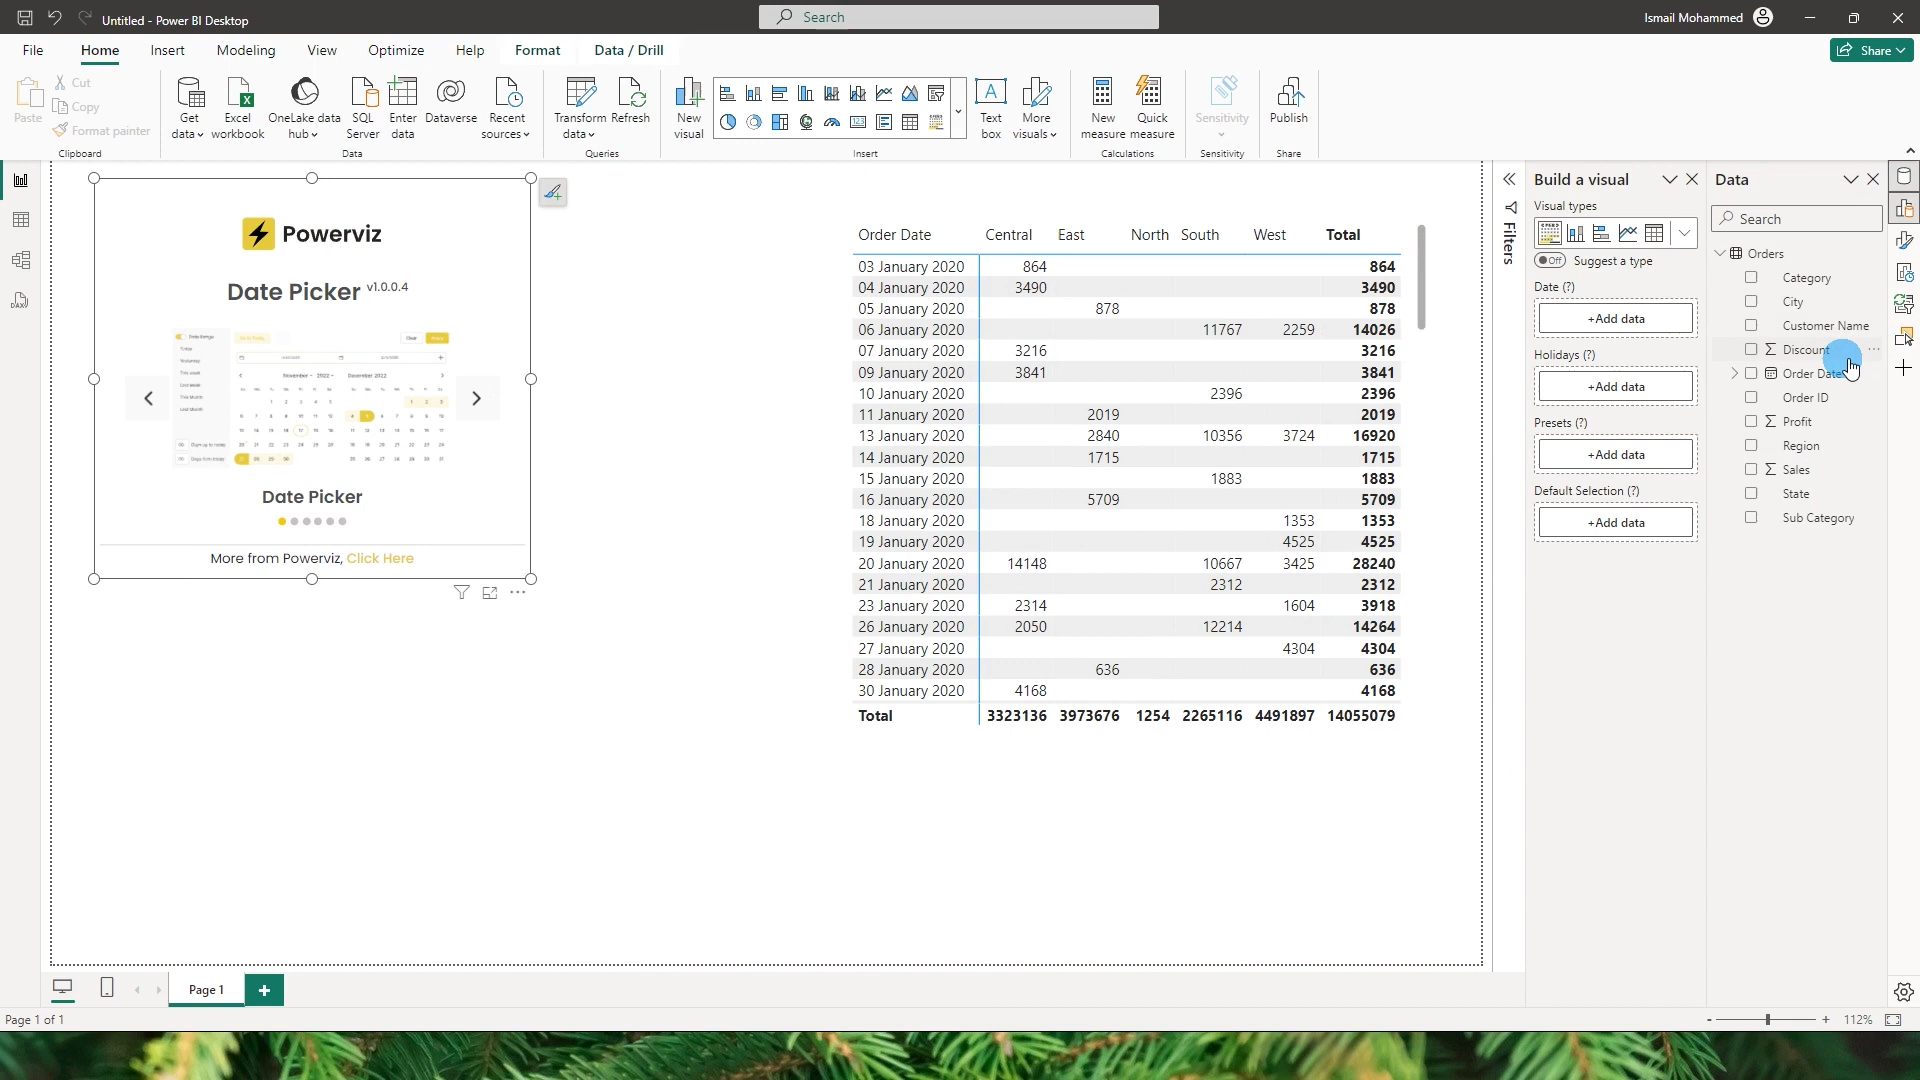 Untitled - Power BI Desktop
Search
Ismail Mohammed
File Home Insert Modeling View Optimize Help Format Data / Drill
Share
Paste
Cut
Copy
Format painter
Get data
Excel workbook
OneLake data hub
SQL Server
Enter data
Dataverse
Recent sources
Transform data
Refresh
New visual
Text box
More visuals
New measure
Quick measure
Sensitivity
Publish
Clipboard Data Queries Insert Calculations Sensitivity Share
Powerviz
Date Picker v1.0.0.4
Date Picker
More from Powerviz, Click Here
Order Date Central East North South West Total
03 January 2020 864 864
04 January 2020 3490 3490
05 January 2020 878 878
06 January 2020 11767 2259 14026
07 January 2020 3216 3216
09 January 2020 3841 3841
10 January 2020 2396 2396
11 January 2020 2019 2019
13 January 2020 2840 10356 3724 16920
14 January 2020 1715 1715
15 January 2020 1883 1883
16 January 2020 5709 5709
18 January 2020 1353 1353
19 January 2020 4525 4525
20 January 2020 14148 10667 3425 28240
21 January 2020 2312 2312
23 January 2020 2314 1604 3918
26 January 2020 2050 12214 14264
27 January 2020 4304 4304
28 January 2020 636 636
30 January 2020 4168 4168
Total 3323136 3973676 1254 2265116 4491897 14055079
Filters
Build a visual
Visual types
Off Suggest a type
Date (?)
+Add data
Holidays (?)
+Add data
Presets (?)
+Add data
Default Selection (?)
+Add data
Data
Search
Orders
Category
City
Customer Name
Discount
Order Date
Order ID
Profit
Region
Sales
State
Sub Category
Page 1
Page 1 of 1
- + 112%